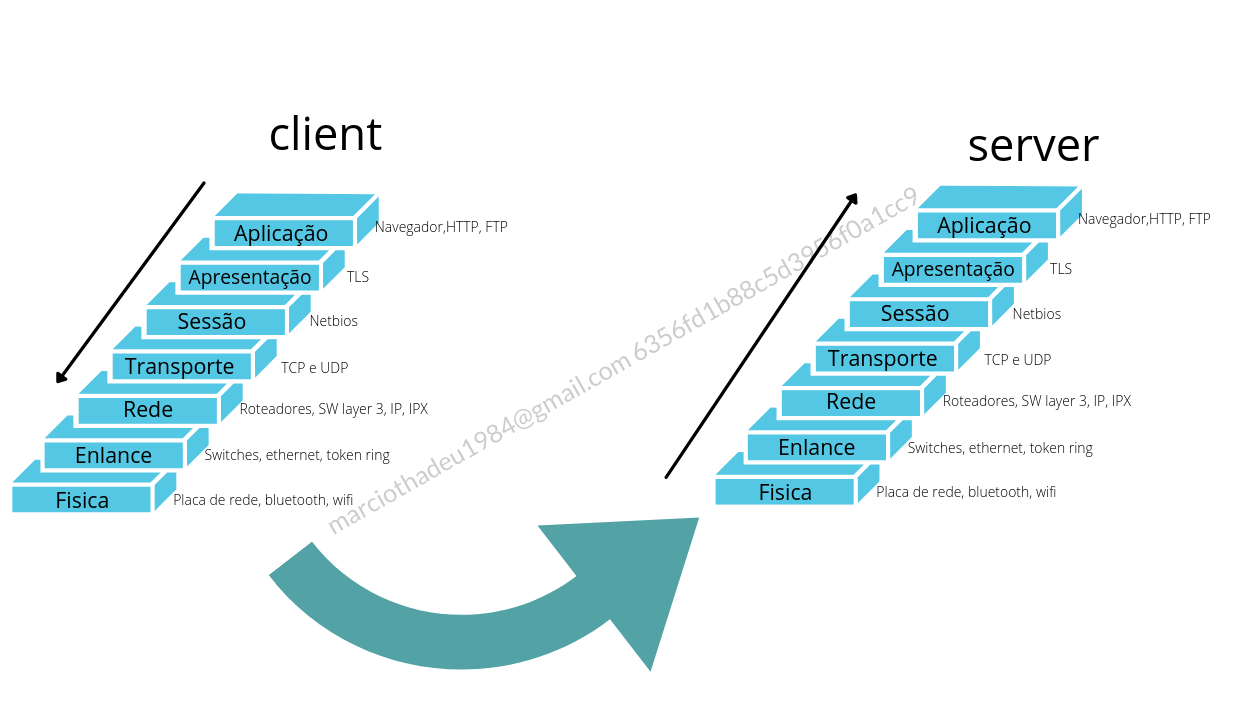 client
Aplicação
Navegador,HTTP, FTP
Apresentação
TLS
Sessão
Netbios
Transporte
TCP e UDP
Rede
Roteadores, SW layer 3, IP, IPX
Enlance
Switches, ethernet, token ring
Fisica
Placa de rede, bluetooth, wifi
server
Aplicação
Navegador,HTTP, FTP
Apresentação
TLS
Sessão
Netbios
Transporte
TCP e UDP
Rede
Roteadores, SW layer 3, IP, IPX
Enlance
Switches, ethernet, token ring
Fisica
Placa de rede, bluetooth, wifi
marciothadeu1984@gmail.com 6356fd1b88c5d3956f0a1cc9